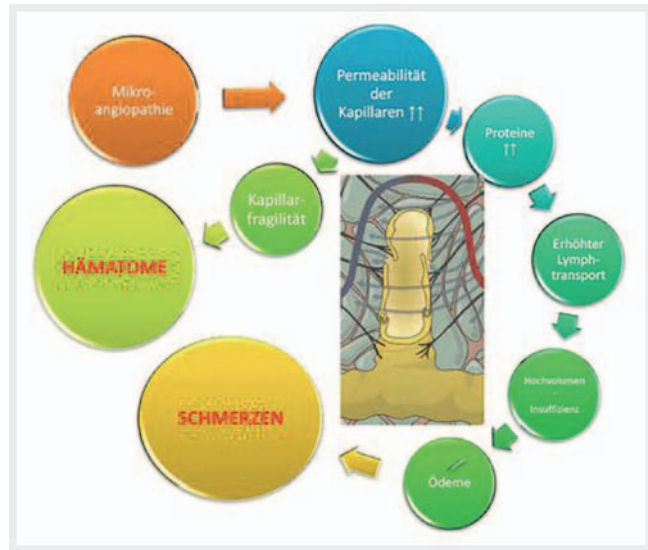 Mikro-
angiopathie
Permeabilität
der
Kapillaren ↑↑
Proteine
↑↑
Erhöhter
Lymph-
transport
Hochvolumen
-
Insuffizienz
Ödeme
SCHMERZEN
Kapillar-
fragilität
HÄMATOME